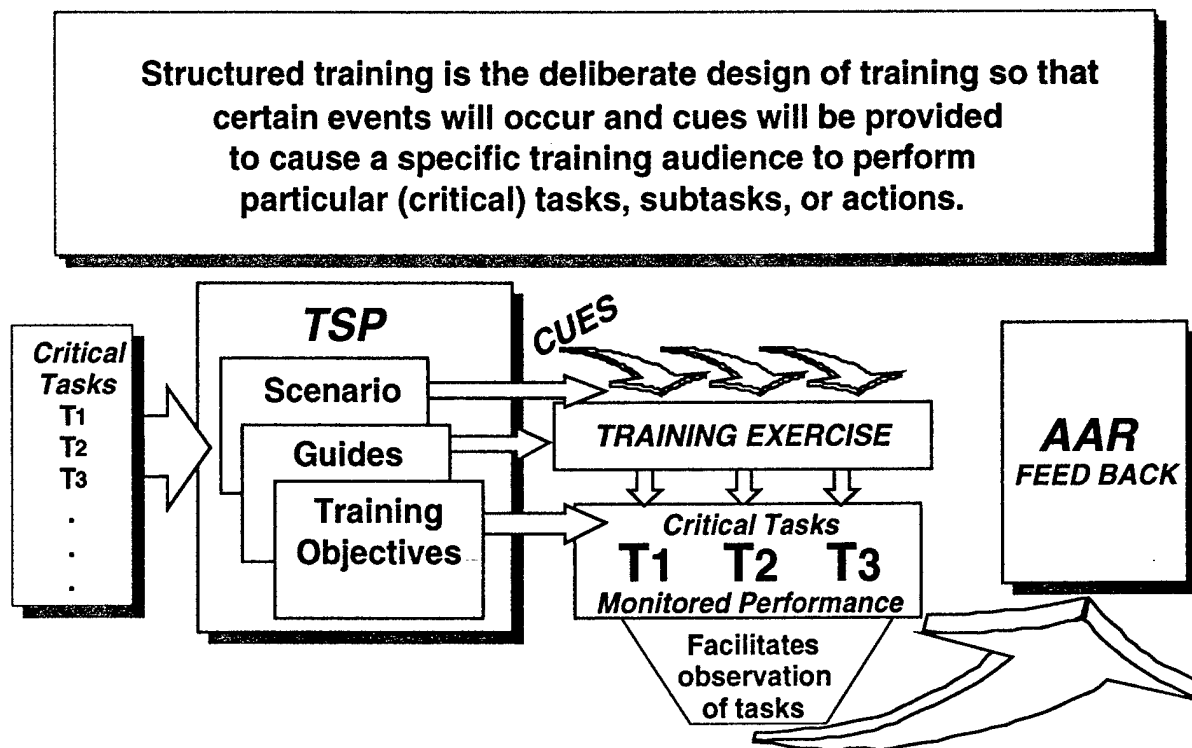 Structured training is the deliberate design of training so that
certain events will occur and cues will be provided
to cause a specific training audience to perform
particular (critical) tasks, subtasks, or actions.
Critical
Tasks
T1
T2
T3
.
.
.
TSP
Scenario
Guides
Training
Objectives
CUES
TRAINING EXERCISE
Critical Tasks
T1 T2 T3
Monitored Performance
Facilitates
observation
of tasks
AAR
FEED BACK